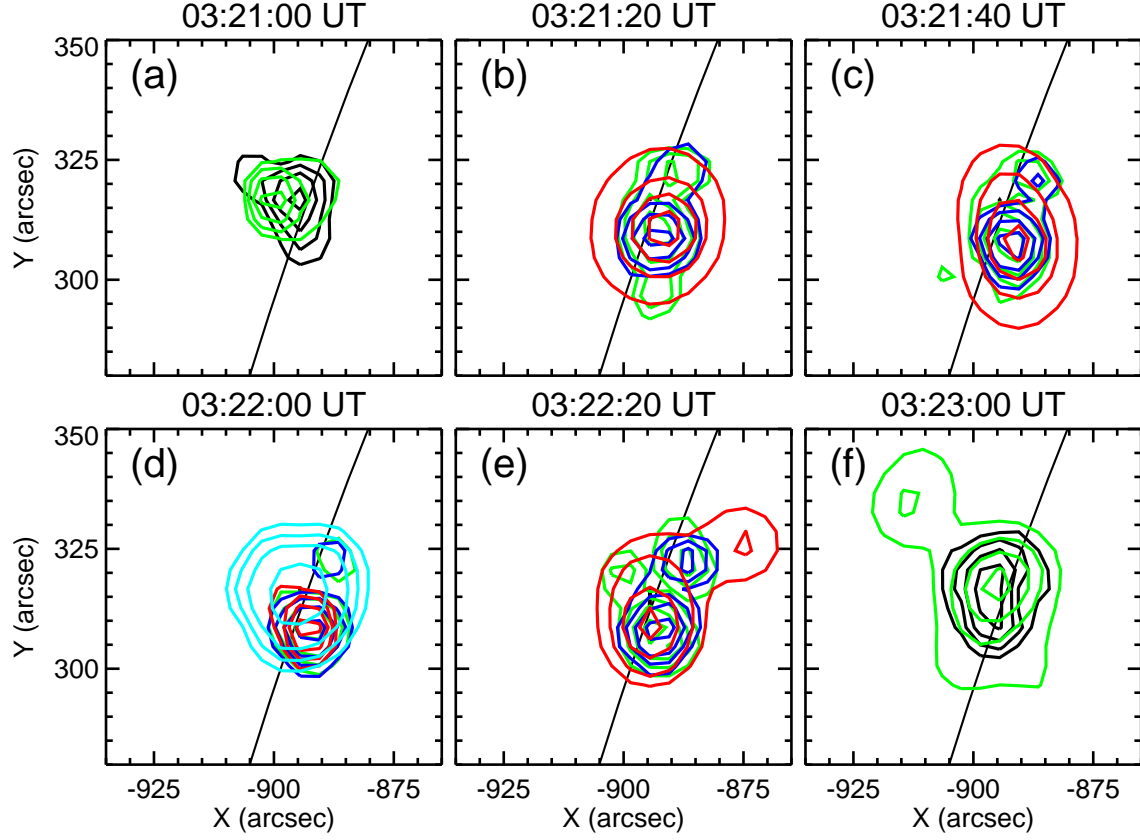 03:21:00 UT 03:21:20 UT 03:21:40 UT
350
(a) (b) (c)
325
300
Y (arcsec)
03:22:00 UT 03:22:20 UT 03:23:00 UT
350
(d) (e) (f)
325
300
Y (arcsec)
-925 -900 -875 -925 -900 -875 -925 -900 -875
X (arcsec) X (arcsec) X (arcsec)